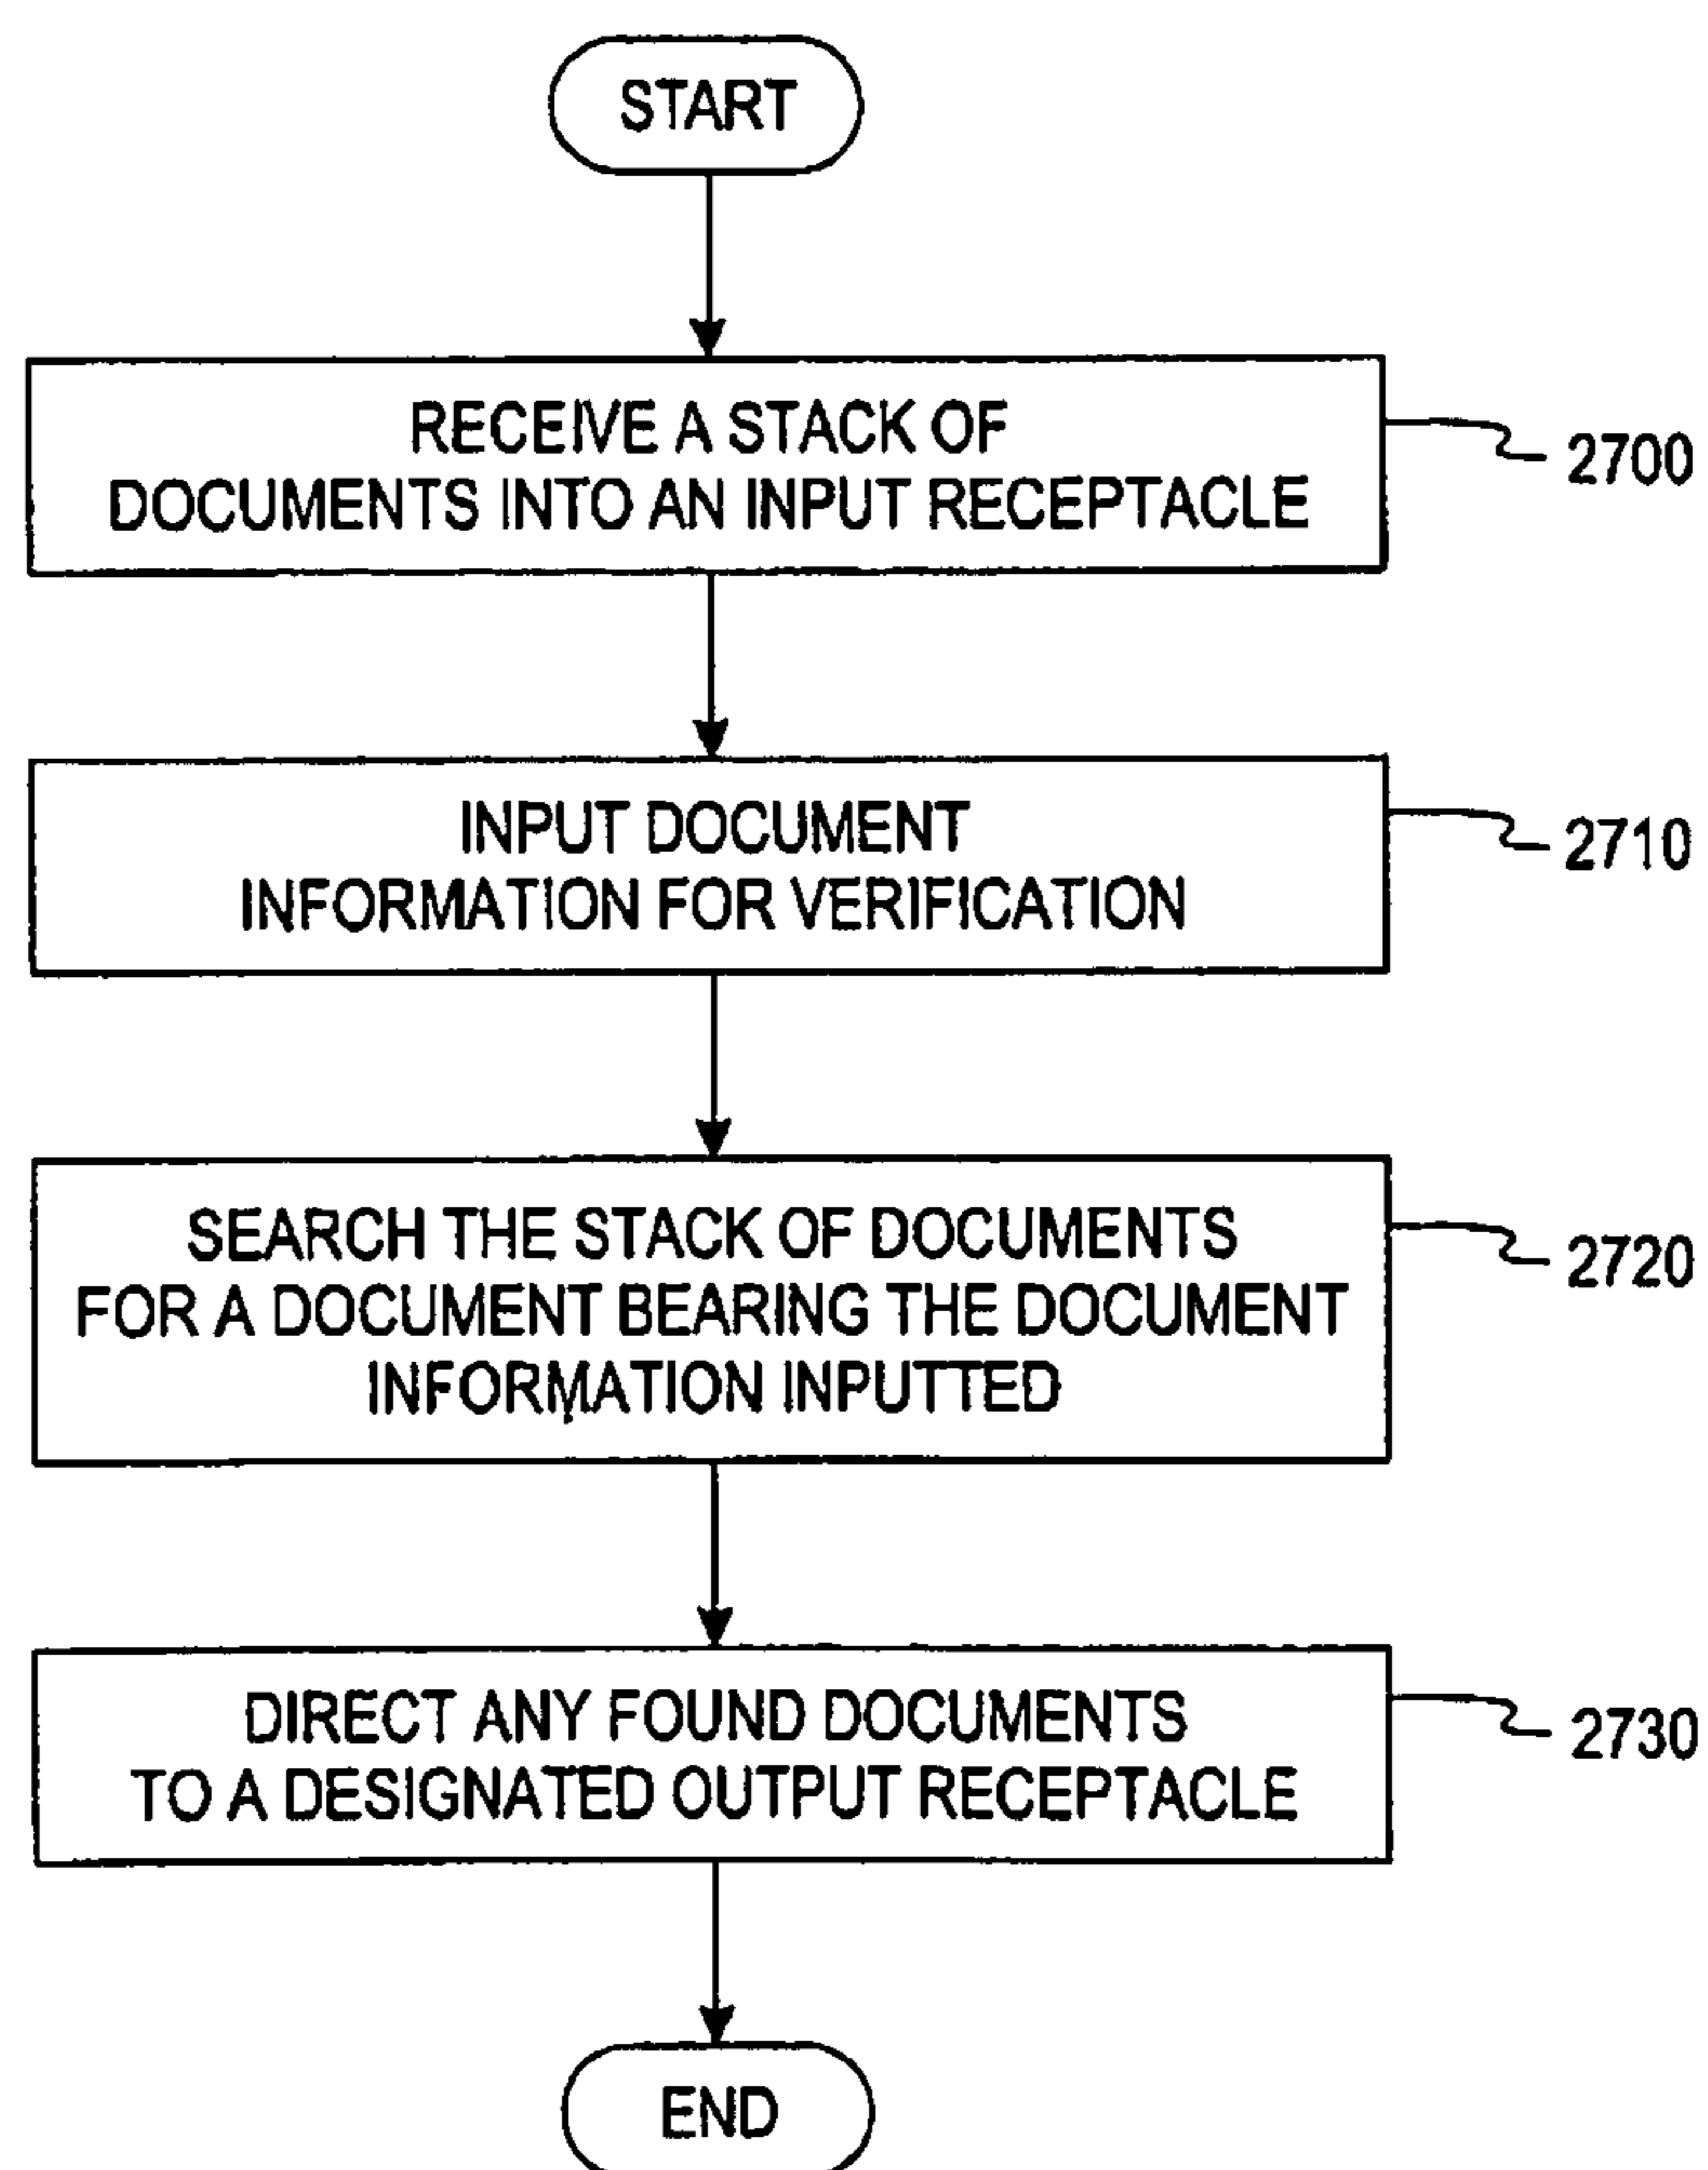 START
RECEIVE A STACK OF
DOCUMENTS INTO AN INPUT RECEPTACLE
2700
INPUT DOCUMENT
INFORMATION FOR VERIFICATION
2710
SEARCH THE STACK OF DOCUMENTS
FOR A DOCUMENT BEARING THE DOCUMENT
INFORMATION INPUTTED
2720
DIRECT ANY FOUND DOCUMENTS
TO A DESIGNATED OUTPUT RECEPTACLE
2730
END